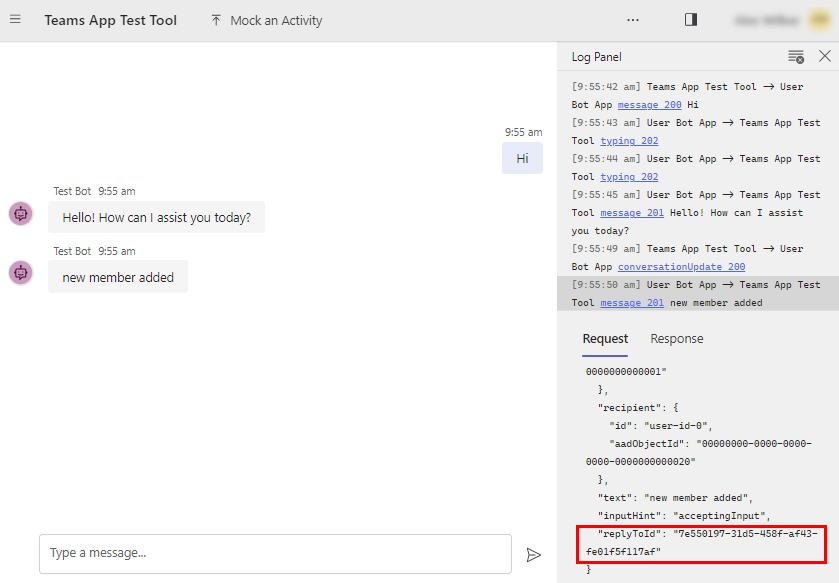 Teams App Test Tool
Mock an Activity
9:55 am
Hi
Test Bot 9:55 am
Hello! How can I assist you today?
Test Bot 9:55 am
new member added
Type a message...
Log Panel
[9:55:42 am] Teams App Test Tool → User
Bot App message 200 Hi
[9:55:43 am] User Bot App → Teams App Test
Tool typing 202
[9:55:44 am] User Bot App → Teams App Test
Tool typing 202
[9:55:45 am] User Bot App → Teams App Test
Tool message 201 Hello! How can I assist
you today?
[9:55:49 am] Teams App Test Tool → User
Bot App conversationUpdate 200
[9:55:50 am] User Bot App → Teams App Test
Tool message 201 new member added
Request Response
0000000000001"
},
"recipient": {
"id": "user-id-0",
"aadObjectId": "00000000-0000-0000-
0000-0000000000020"
},
"text": "new member added",
"inputHint": "acceptingInput",
"replyToId": "7e550197-31d5-458f-af43-
fe01f5f117af"
}